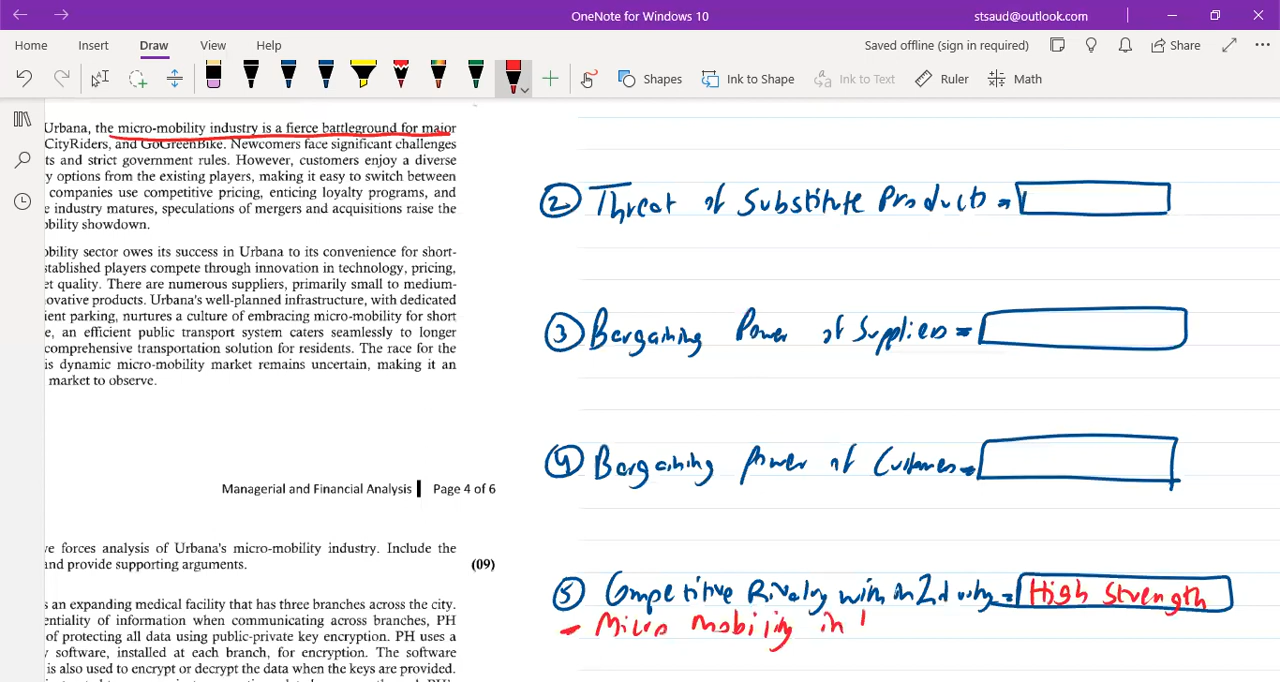 OneNote for Windows 10
stsaud@outlook.com
Home Insert Draw View Help
Saved offline (sign in required)
Share
Shapes
Ink to Shape
Ink to Text
Ruler
Math
Urbana, the micro-mobility industry is a fierce battleground for major
CityRiders, and GoGreenBike. Newcomers face significant challenges
ts and strict government rules. However, customers enjoy a diverse
y options from the existing players, making it easy to switch between
companies use competitive pricing, enticing loyalty programs, and
e industry matures, speculations of mergers and acquisitions raise the
obility showdown.
obility sector owes its success in Urbana to its convenience for short-
stablished players compete through innovation in technology, pricing,
et quality. There are numerous suppliers, primarily small to medium-
novative products. Urbana's well-planned infrastructure, with dedicated
ient parking, nurtures a culture of embracing micro-mobility for short
e, an efficient public transport system caters seamlessly to longer
comprehensive transportation solution for residents. The race for the
is dynamic micro-mobility market remains uncertain, making it an
market to observe.
Managerial and Financial Analysis | Page 4 of 6
ve forces analysis of Urbana's micro-mobility industry. Include the
and provide supporting arguments. (09)
s an expanding medical facility that has three branches across the city.
entiality of information when communicating across branches, PH
of protecting all data using public-private key encryption. PH uses a
y software, installed at each branch, for encryption. The software
is also used to encrypt or decrypt the data when the keys are provided.
2 Threat of Substitute Products =
3 Bargaining Power of Suppliers =
4 Bargaining Power of Customers =
5 Competitive Rivalry with in Industry = High Strength
- Micro mobility in